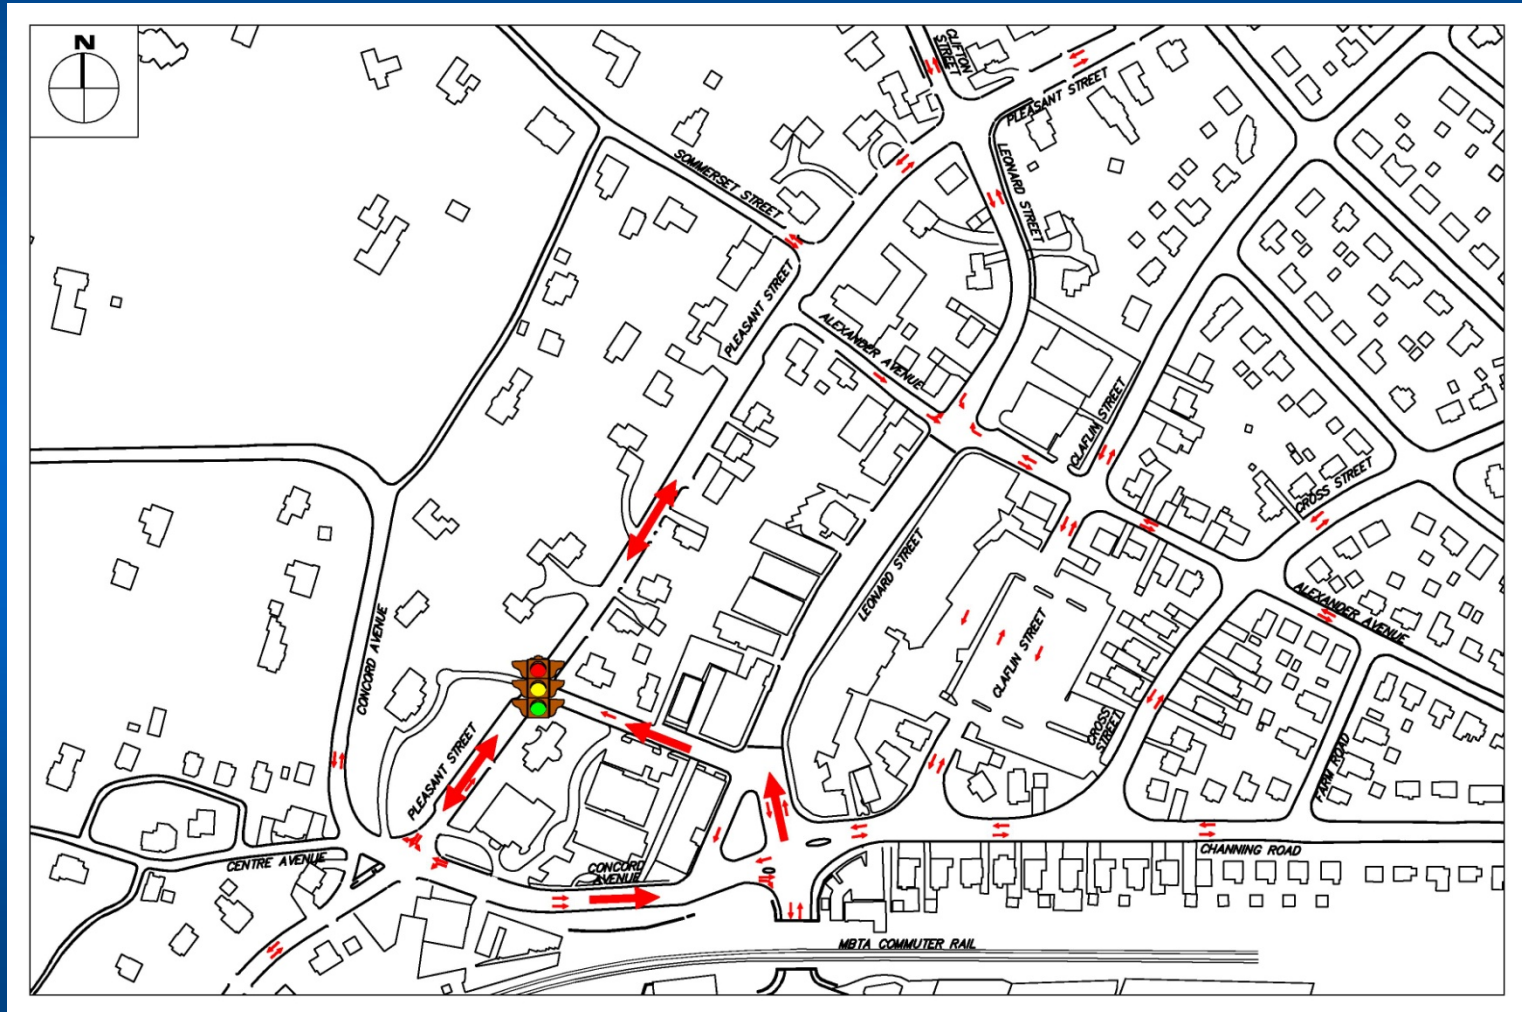 N
CLIFTON
STREET
PLEASANT STREET
SOMMERSET STREET
LEONARD STREET
PLEASANT STREET
ALEXANDER AVENUE
CLAFLIN STREET
CROSS STREET
LEONARD STREET
ALEXANDER AVENUE
CONCORD AVENUE
CLAFLIN STREET
CROSS
STREET
PLEASANT STREET
FARM ROAD
CENTRE AVENUE
CONCORD
AVENUE
CHANNING ROAD
MBTA COMMUTER RAIL